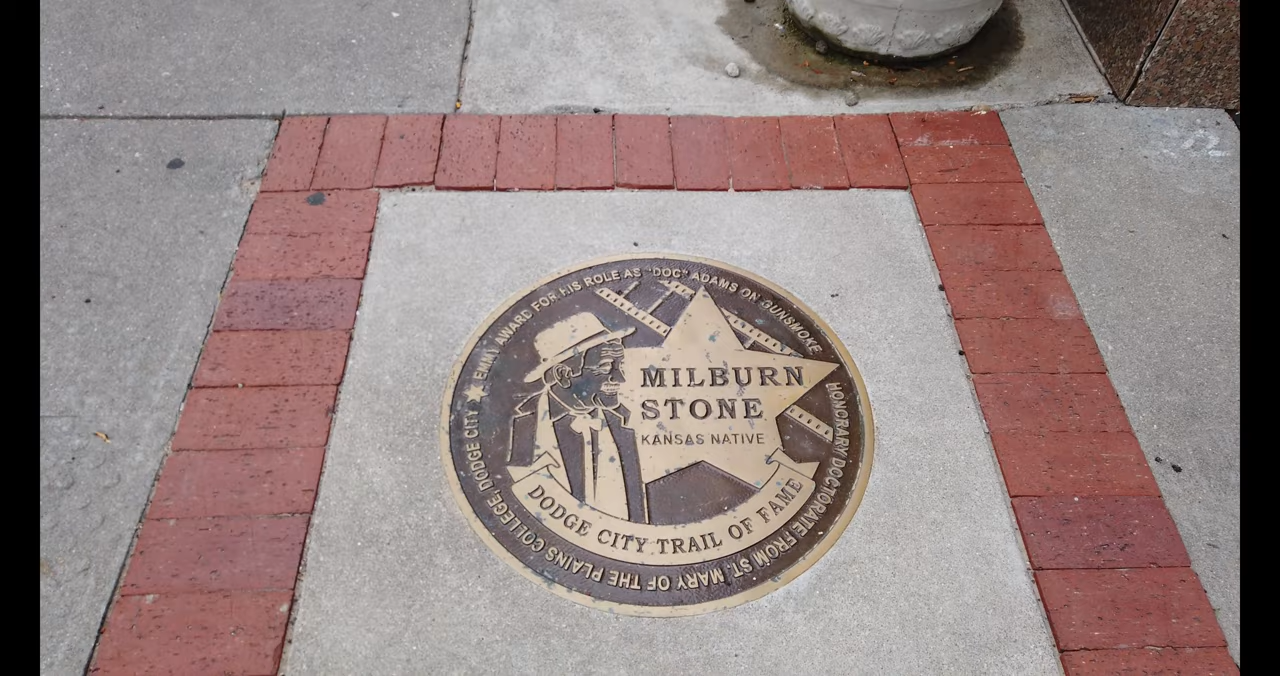 EMMY AWARD FOR HIS ROLE AS "DOC" ADAMS ON GUNSMOKE
HONORARY DOCTORATE FROM ST. MARY OF THE PLAINS COLLEGE, DODGE CITY
MILBURN
STONE
KANSAS NATIVE
DODGE CITY TRAIL OF FAME